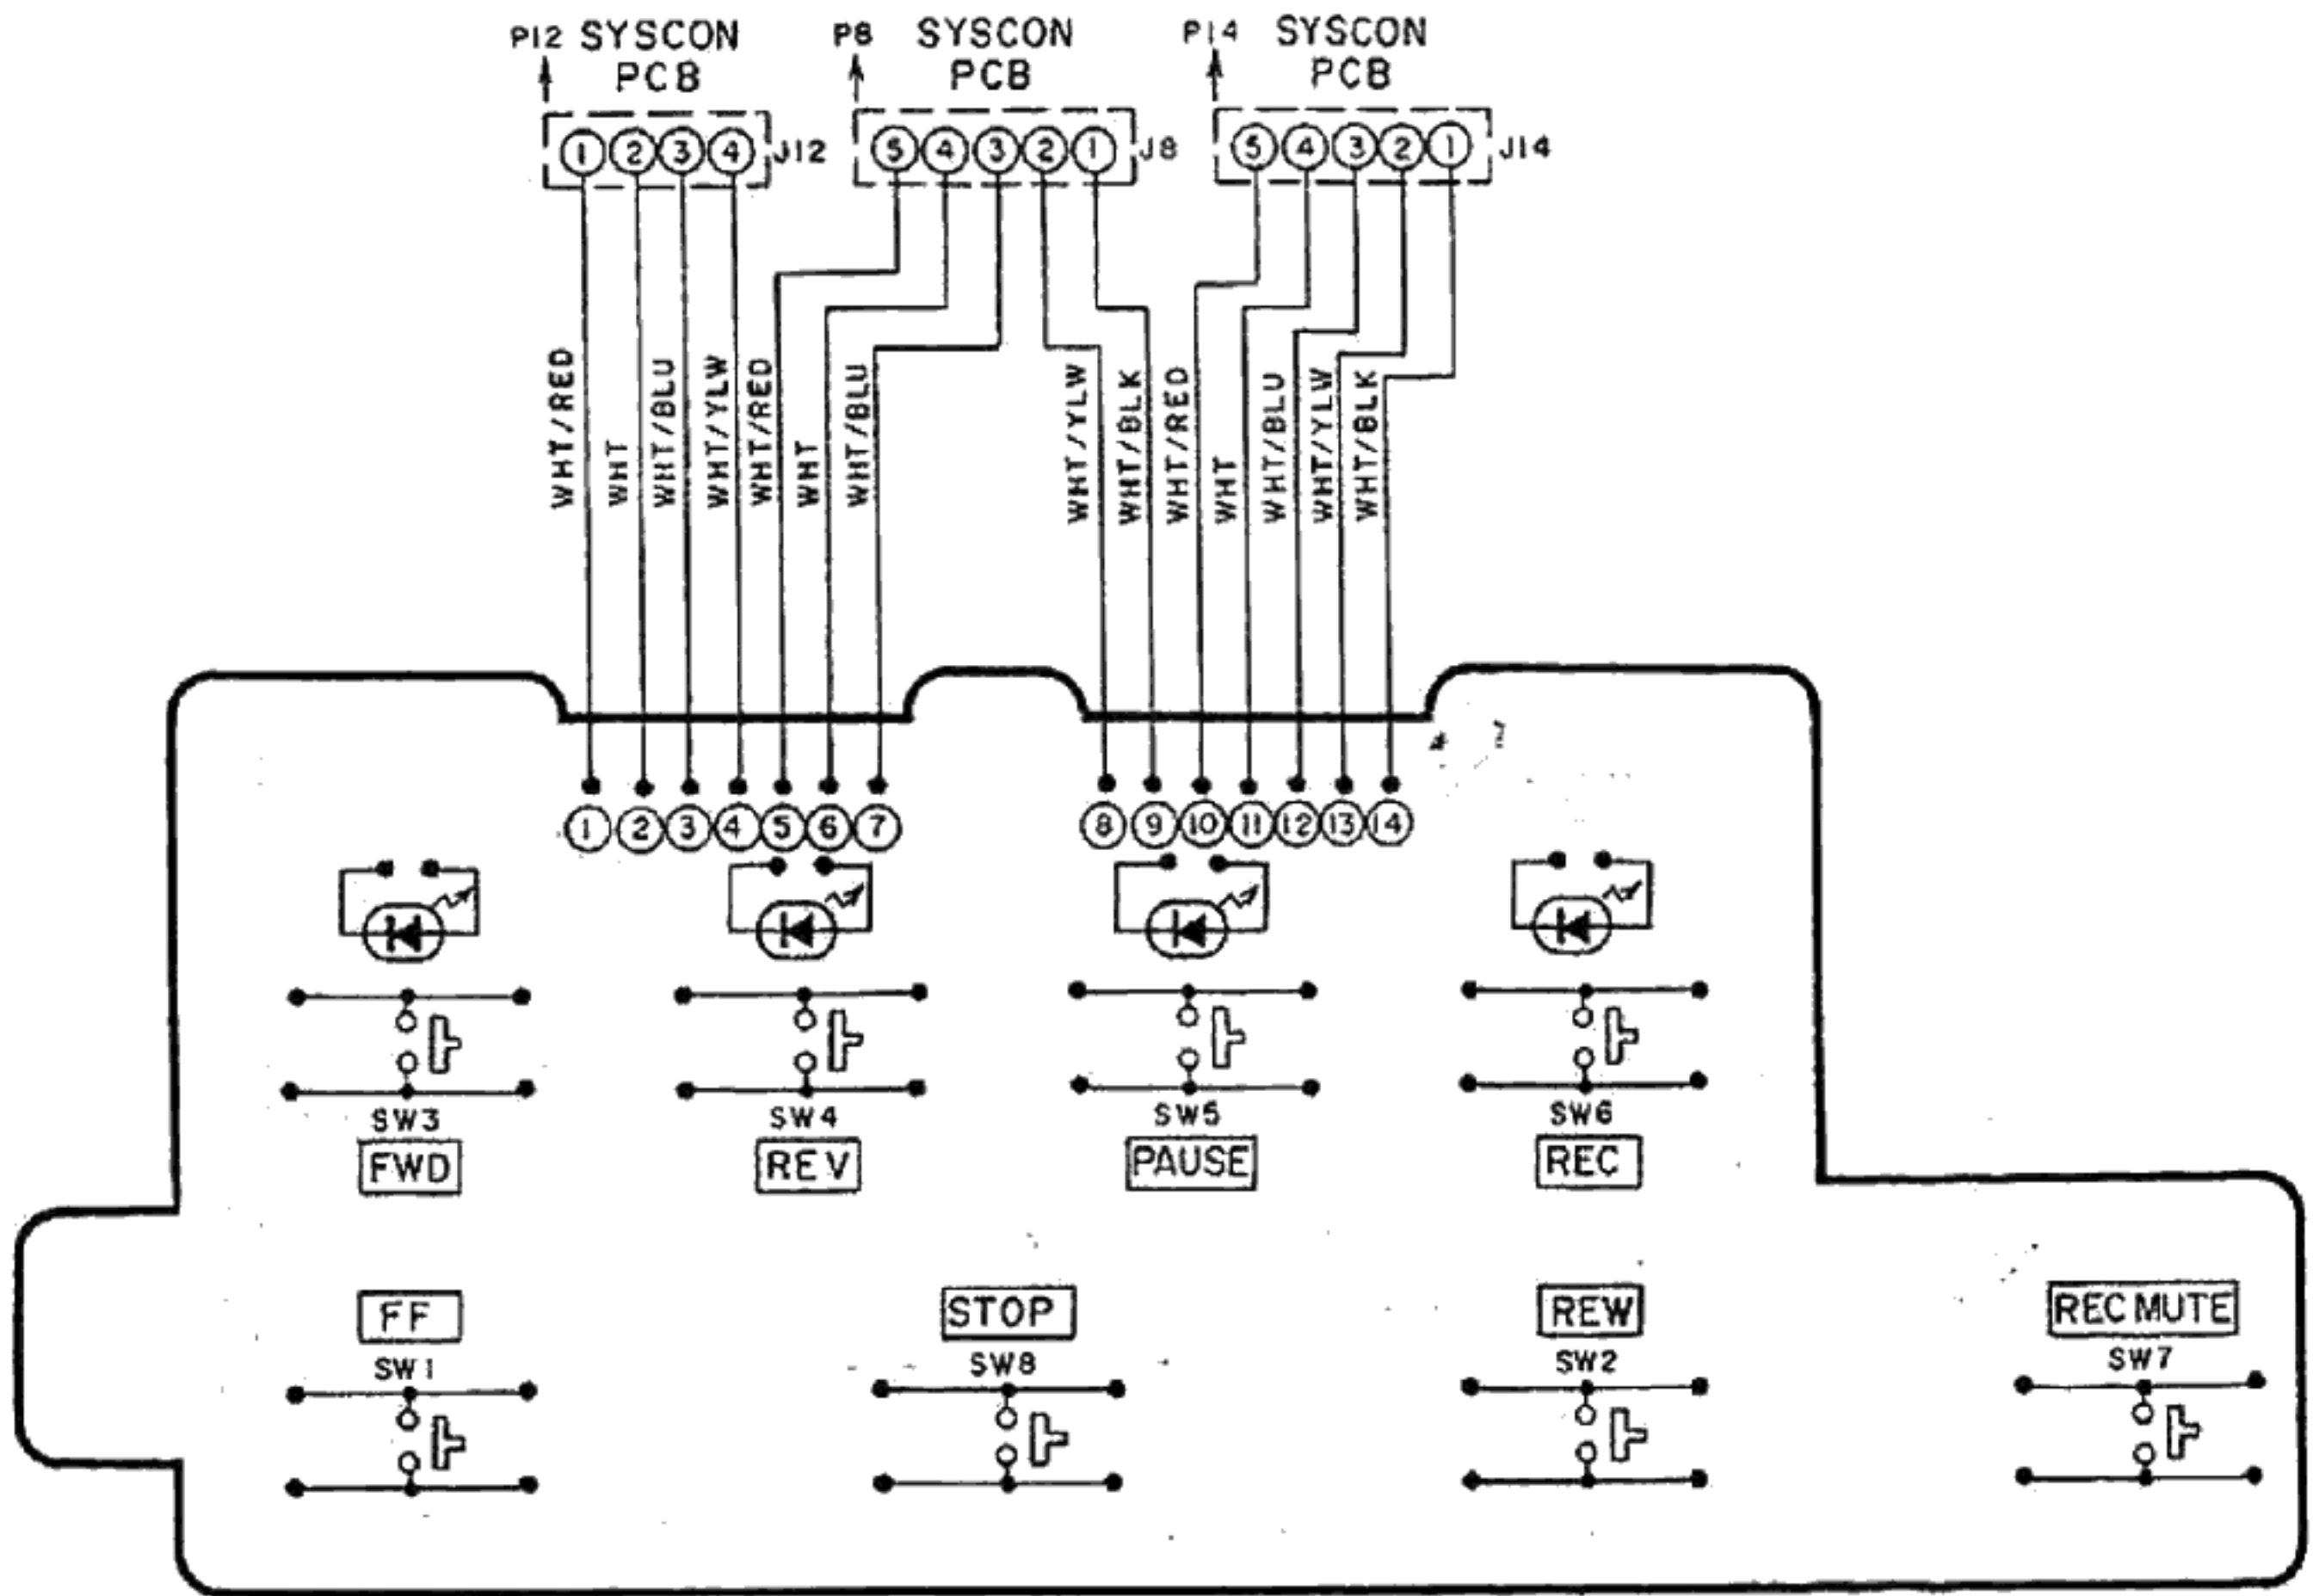 P12 SYSCON PCB
P8 SYSCON PCB
P14 SYSCON PCB
1 2 3 4 J12
5 4 3 2 1 J8
5 4 3 2 1 J14
WHT/RED
WHT
WHT/BLU
WHT/YLW
WHT/RED
WHT
WHT/BLU
WHT/YLW
WHT/BLK
WHT/RED
WHT
WHT/BLU
WHT/YLW
WHT/BLK
1 2 3 4 5 6 7
8 9 10 11 12 13 14
SW3
FWD
SW4
REV
SW5
PAUSE
SW6
REC
FF
SW1
STOP
SW8
REW
SW2
REC MUTE
SW7